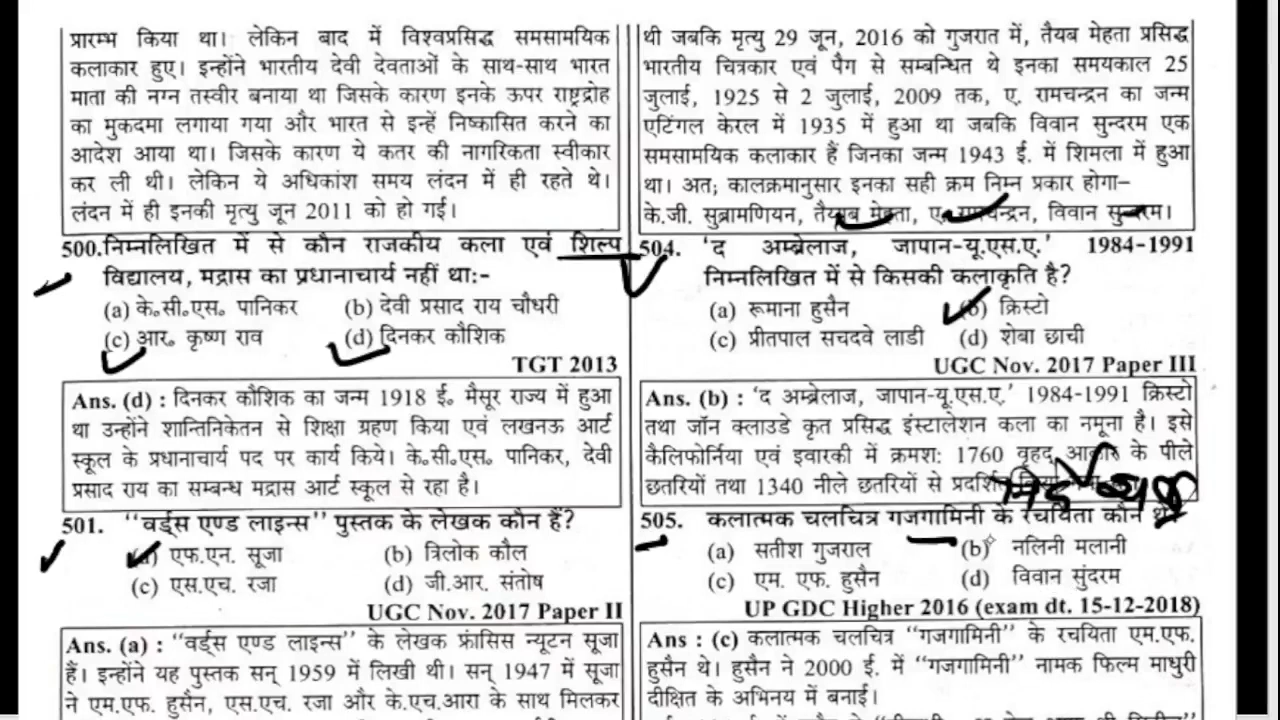 प्रारम्भ किया था। लेकिन बाद में विश्वप्रसिद्ध समसामयिक
कलाकार हुए। इन्होंने भारतीय देवी देवताओं के साथ-साथ भारत
माता की नग्न तस्वीर बनाया था जिसके कारण इनके ऊपर राष्ट्रद्रोह
का मुकदमा लगाया गया और भारत से इन्हें निष्कासित करने का
आदेश आया था। जिसके कारण ये कतर की नागरिकता स्वीकार
कर ली थी। लेकिन ये अधिकांश समय लंदन में ही रहते थे।
लंदन में ही इनकी मृत्यु जून 2011 को हो गई।
500. निम्नलिखित में से कौन राजकीय कला एवं शिल्प
विद्यालय, मद्रास का प्रधानाचार्य नहीं था:-
(a) के॰सी॰एस॰ पानिकर (b) देवी प्रसाद राय चौधरी
(c) आर॰ कृष्ण राव (d) दिनकर कौशिक
TGT 2013
Ans. (d) : दिनकर कौशिक का जन्म 1918 ई॰ मैसूर राज्य में हुआ
था उन्होंने शान्तिनिकेतन से शिक्षा ग्रहण किया एवं लखनऊ आर्ट
स्कूल के प्रधानाचार्य पद पर कार्य किये। के॰सी॰एस॰ पानिकर, देवी
प्रसाद राय का सम्बन्ध मद्रास आर्ट स्कूल से रहा है।
501. ‘‘वर्ड्स एण्ड लाइन्स’’ पुस्तक के लेखक कौन हैं?
(a) एफ.एन. सूजा (b) त्रिलोक कौल
(c) एस.एच. रजा (d) जी.आर. संतोष
UGC Nov. 2017 Paper II
Ans. (a) : ‘‘वर्ड्स एण्ड लाइन्स’’ के लेखक फ्रांसिस न्यूटन सूजा
हैं। इन्होंने यह पुस्तक सन् 1959 में लिखी थी। सन् 1947 में सूजा
ने एम.एफ. हुसैन, एस.एच. रजा और के.एच.आरा के साथ मिलकर
थी जबकि मृत्यु 29 जून, 2016 को गुजरात में, तैयब मेहता प्रसिद्ध
भारतीय चित्रकार एवं पैग से सम्बन्धित थे इनका समयकाल 25
जुलाई, 1925 से 2 जुलाई, 2009 तक, ए. रामचन्द्रन का जन्म
एटिंगल केरल में 1935 में हुआ था जबकि विवान सुन्दरम एक
समसामयिक कलाकार हैं जिनका जन्म 1943 ई. में शिमला में हुआ
था। अत; कालक्रमानुसार इनका सही क्रम निम्न प्रकार होगा–
के.जी. सुब्रामणियन, तैययब मेहता, ए. रामचन्द्रन, विवान सुन्दरम।
504. ‘द अम्ब्रेलाज, जापान-यू.एस.ए.’ 1984-1991
निम्नलिखित में से किसकी कलाकृति है?
(a) रूमाना हुसैन (b) क्रिस्टो
(c) प्रीतपाल सचदवे लाडी (d) शेबा छाची
UGC Nov. 2017 Paper III
Ans. (b) : ‘द अम्ब्रेलाज, जापान-यू.एस.ए.’ 1984-1991 क्रिस्टो
तथा जॉन क्लाउडे कृत प्रसिद्ध इंस्टालेशन कला का नमूना है। इसे
कैलिफोर्निया एवं इवारकी में क्रमश: 1760 वृहद् आकार के पीले
छतरियों तथा 1340 नीले छतरियों से प्रदर्शित
505. कलात्मक चलचित्र गजगामिनी के रचयिता कौन थे
(a) सतीश गुजराल (b) नलिनी मलानी
(c) एम. एफ. हुसैन (d) विवान सुंदरम
UP GDC Higher 2016 (exam dt. 15-12-2018)
Ans : (c) कलात्मक चलचित्र ‘‘गजगामिनी’’ के रचयिता एम.एफ.
हुसैन थे। हुसैन ने 2000 ई. में ‘‘गजगामिनी’’ नामक फिल्म माधुरी
दीक्षित के अभिनय में बनाई।